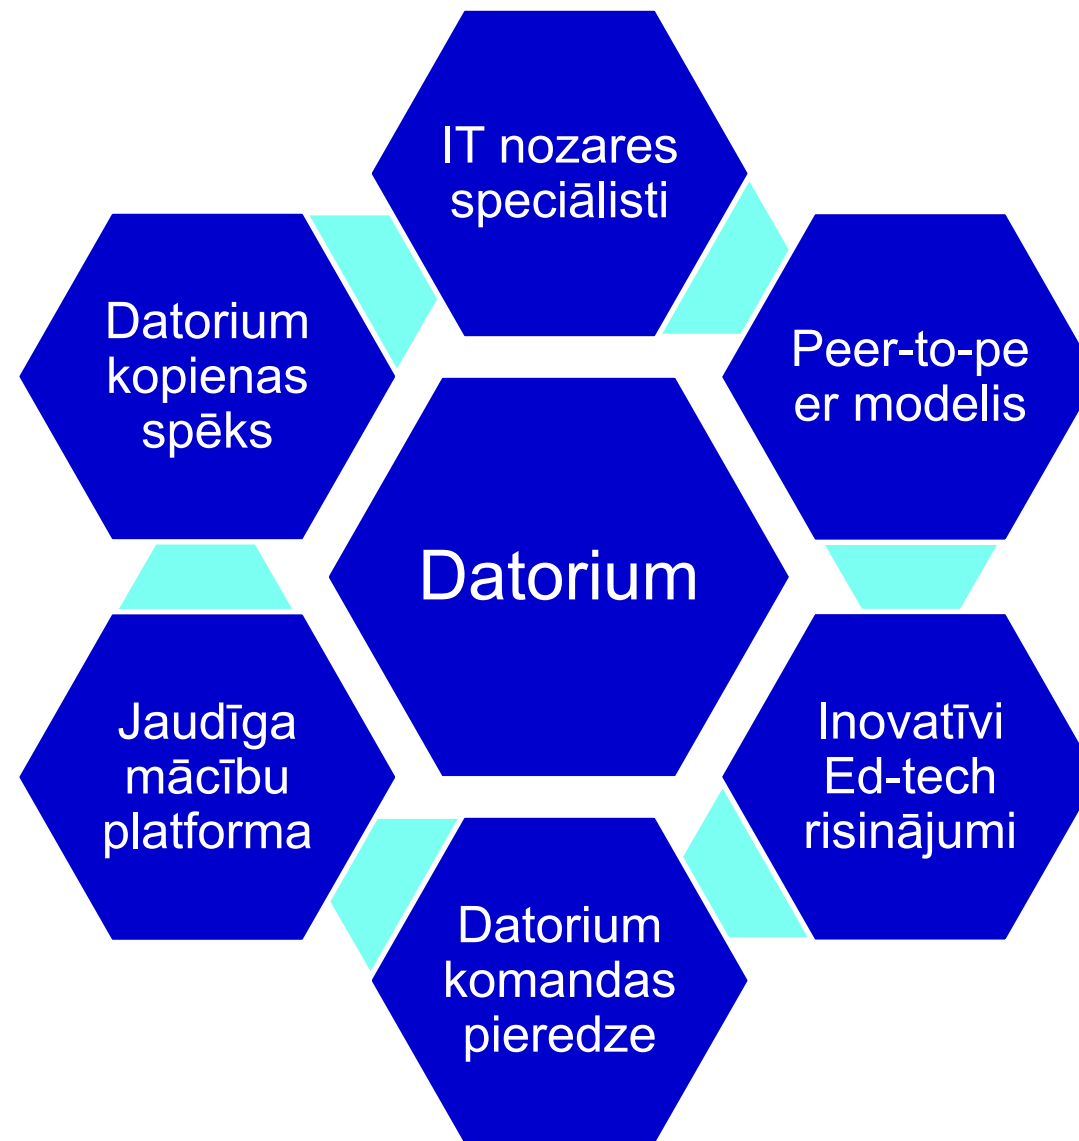 IT nozares
speciālisti
Peer-to-pe
er modelis
Inovatīvi
Ed-tech
risinājumi
Datorium
komandas
pieredze
Jaudīga
mācību
platforma
Datorium
kopienas
spēks
Datorium